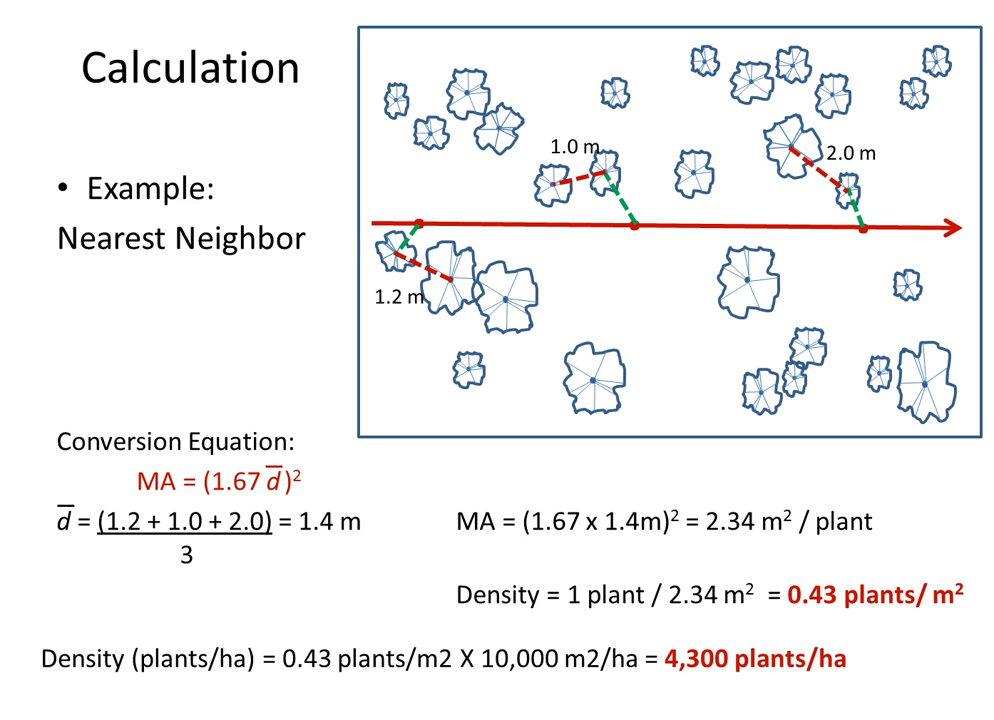 Calculation
• Example:
Nearest Neighbor
1.0 m
2.0 m
1.2 m
Conversion Equation:
MA = (1.67 d̅ )²
d̅ = (1.2 + 1.0 + 2.0) = 1.4 m
3
MA = (1.67 x 1.4m)² = 2.34 m² / plant
Density = 1 plant / 2.34 m² = 0.43 plants/ m²
Density (plants/ha) = 0.43 plants/m2 X 10,000 m2/ha = 4,300 plants/ha